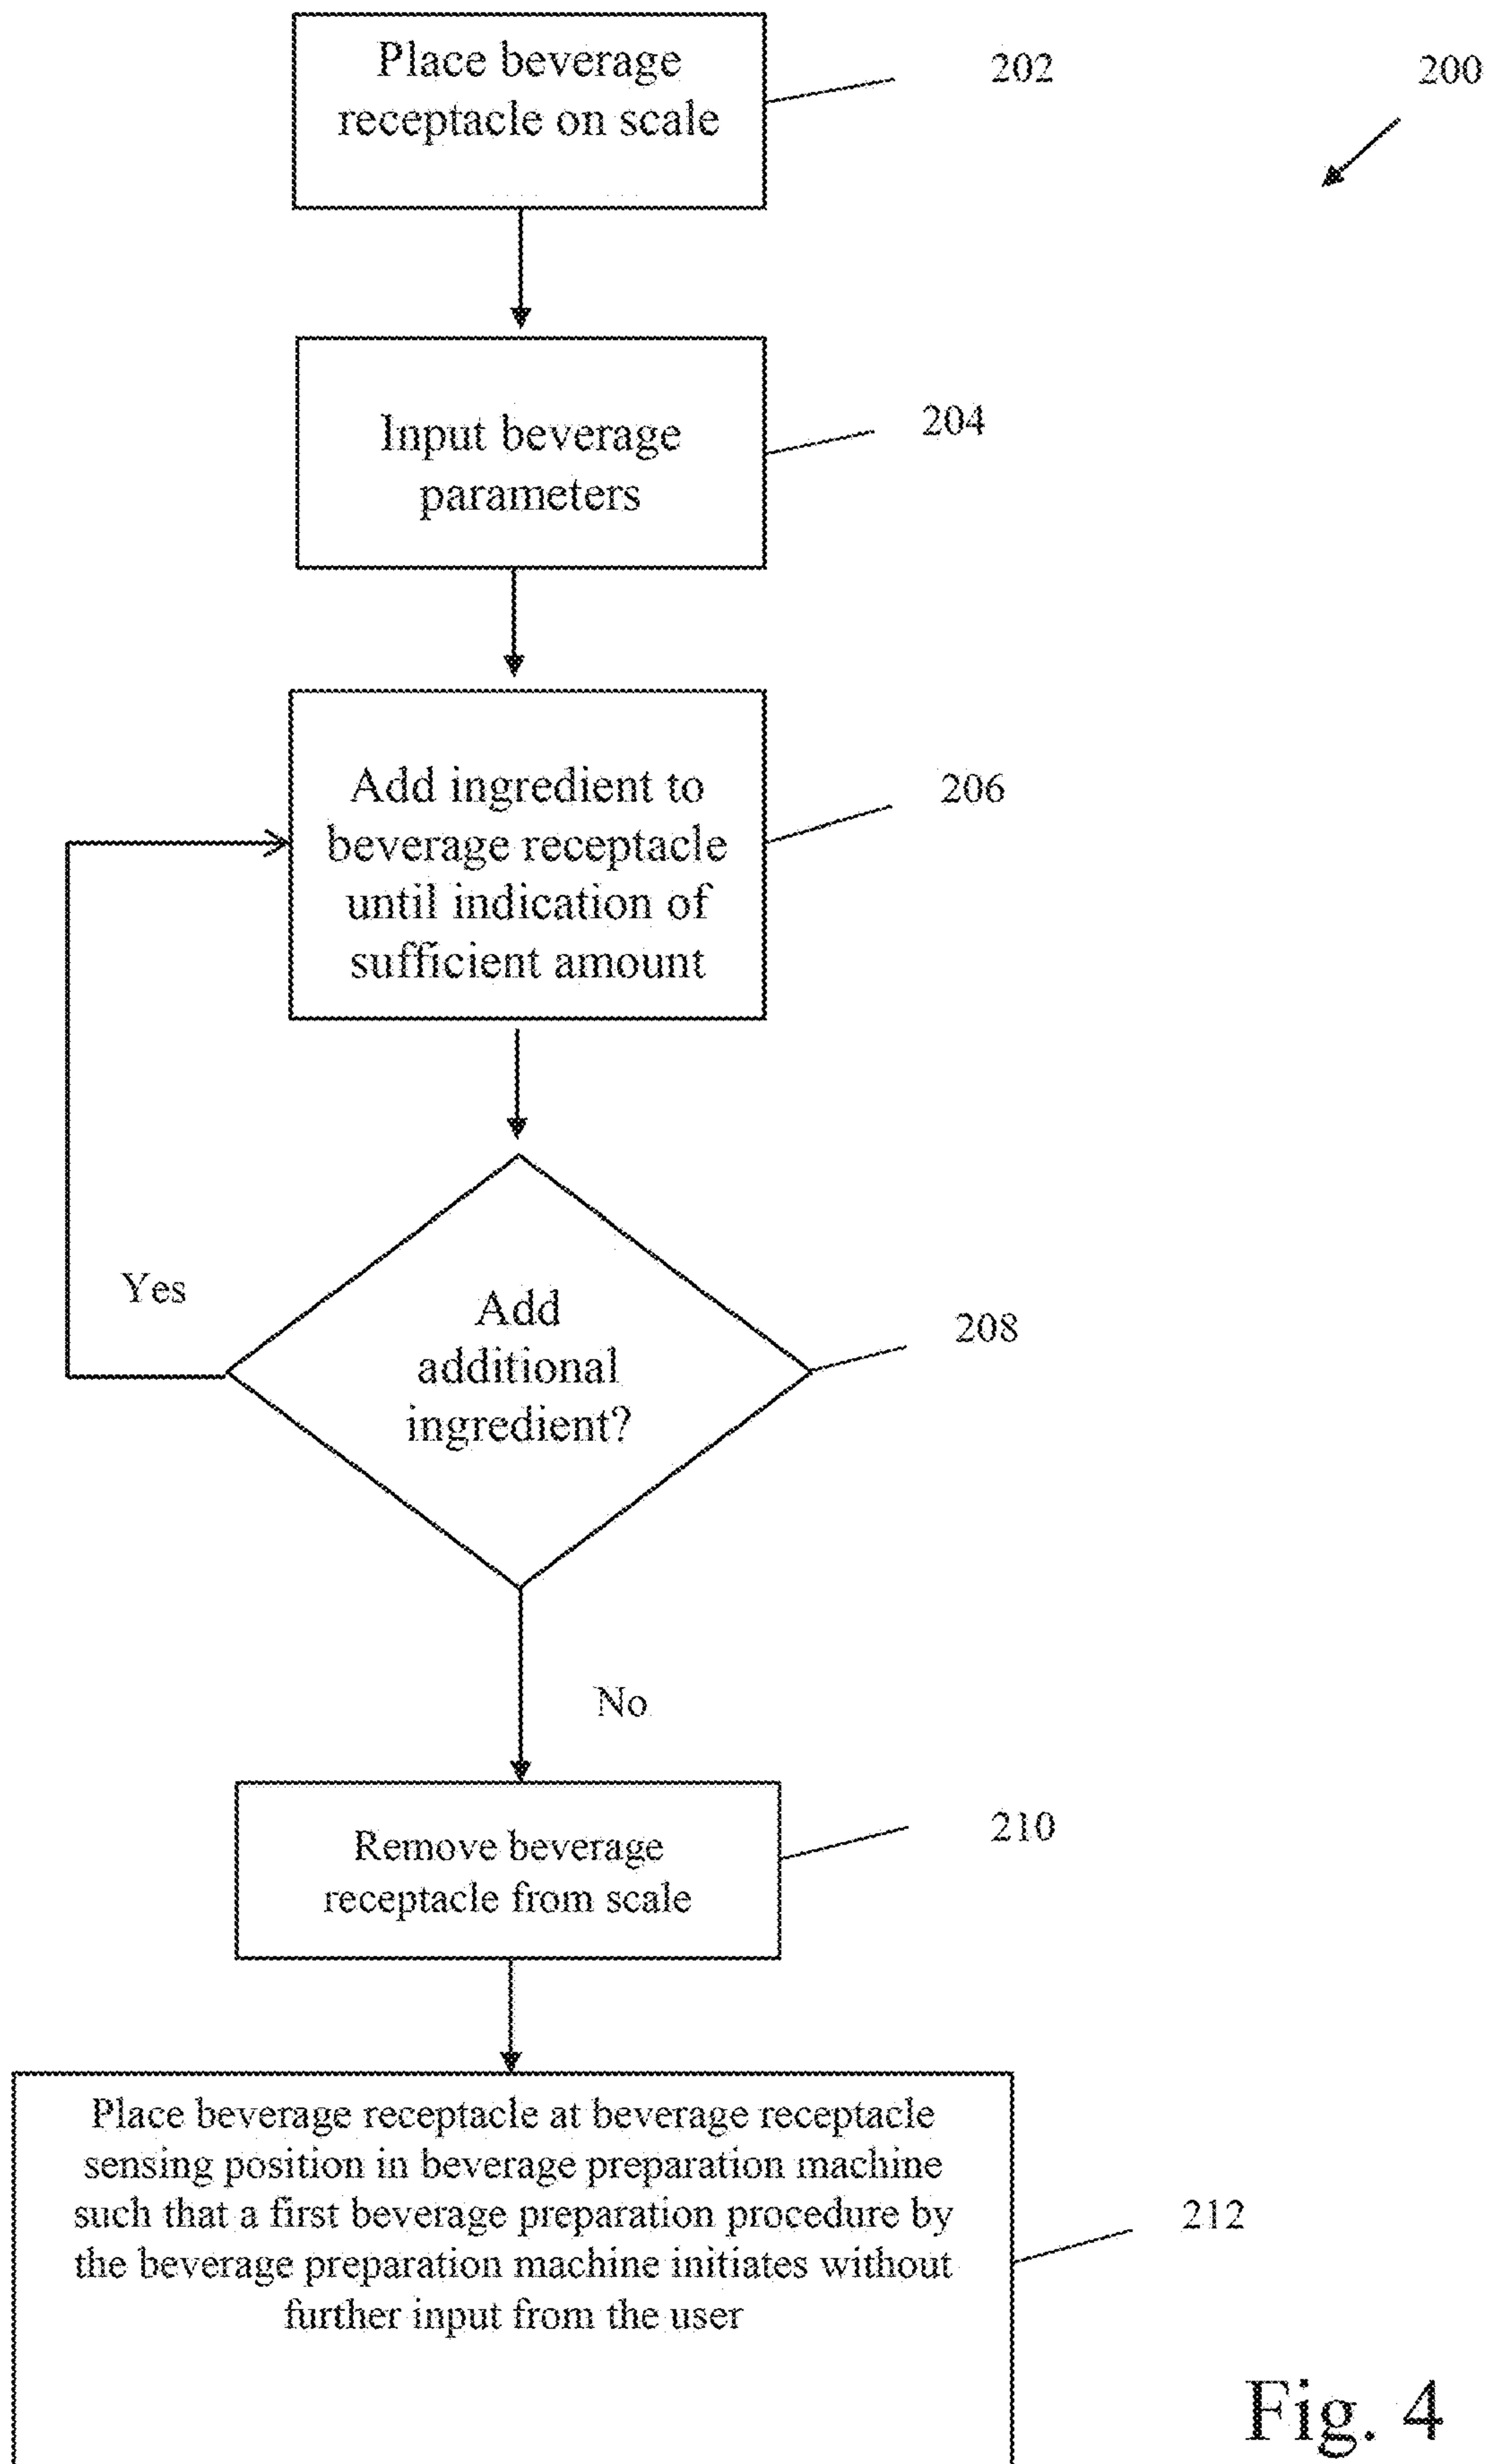 Place beverage
receptacle on scale
202
200
Input beverage
parameters
204
Add ingredient to
beverage receptacle
until indication of
sufficient amount
206
Yes
Add
additional
ingredient?
208
No
Remove beverage
receptacle from scale
210
Place beverage receptacle at beverage receptacle
sensing position in beverage preparation machine
such that a first beverage preparation procedure by
the beverage preparation machine initiates without
further input from the user
212
Fig. 4